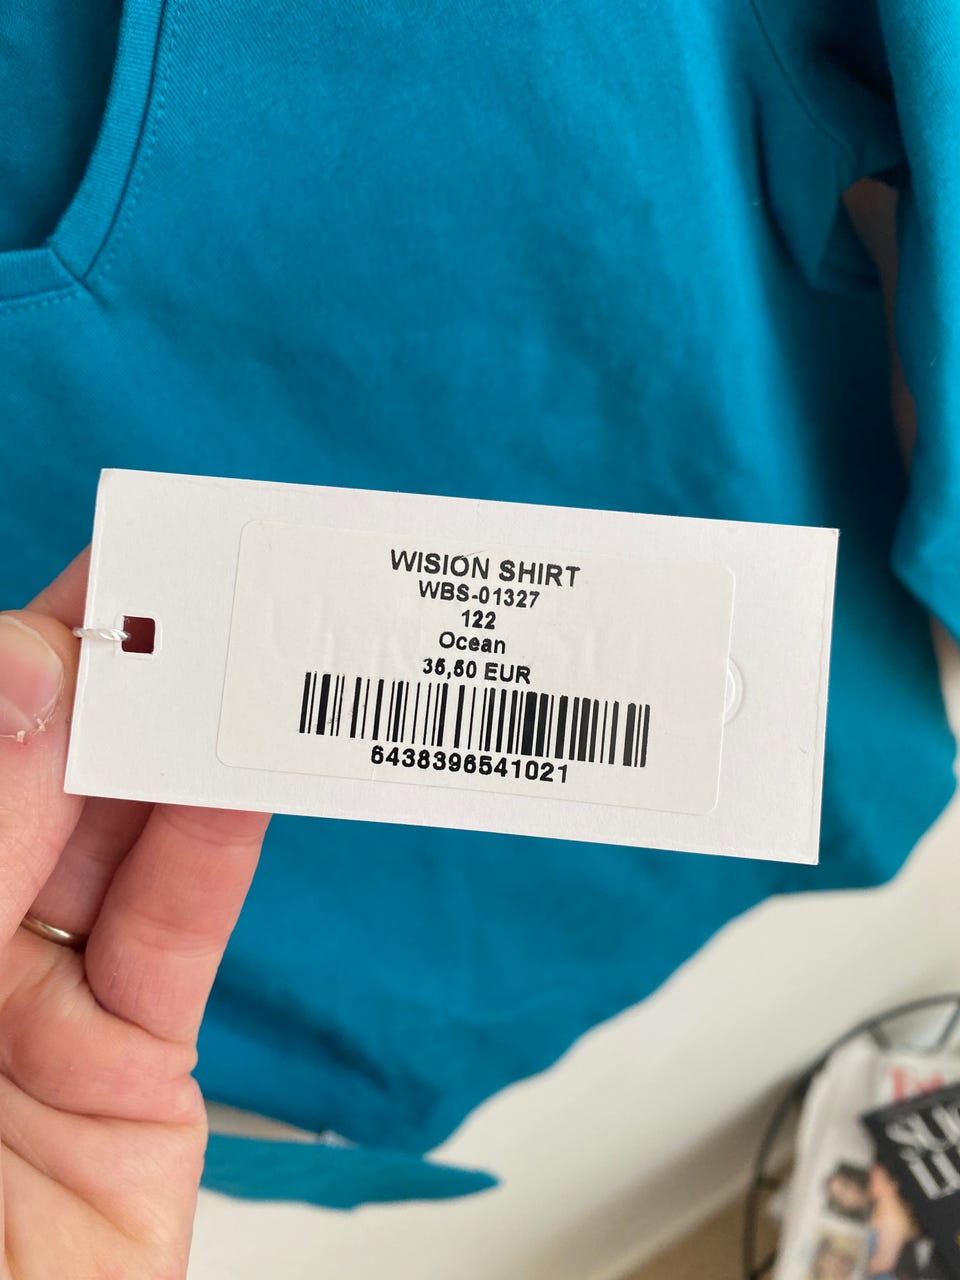 WISION SHIRT
WBS-01327
122
Ocean
35,50 EUR
6438396541021